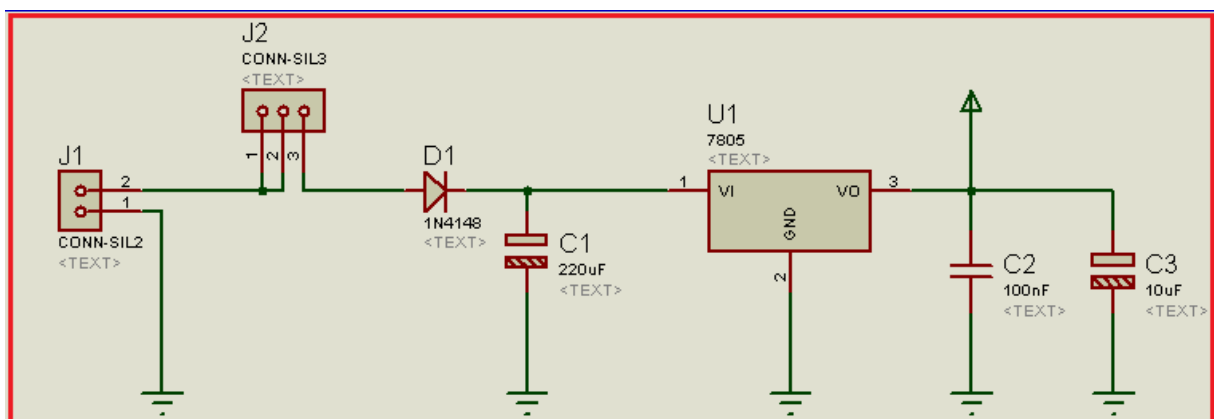 J2
CONN-SIL3
<TEXT>
1
2
3
J1
2
1
CONN-SIL2
<TEXT>
D1
1N4148
<TEXT>
C1
220uF
<TEXT>
U1
7805
<TEXT>
1
VI
VO
3
GND
2
C2
100nF
<TEXT>
C3
10uF
<TEXT>